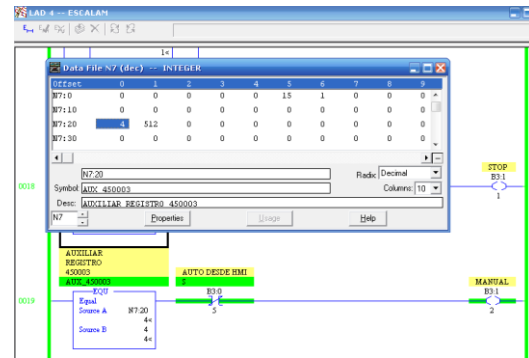 LAD 4 -- ESCALAM
1<
Data File N7 (dec) -- INTEGER
Offset 0 1 2 3 4 5 6 7 8 9
N7:0 0 0 0 0 0 15 1 0 0 0
N7:10 0 0 0 0 0 0 0 0 0 0
N7:20 4 512 0 0 0 0 0 0 0 0
N7:30 0 0 0 0 0 0 0 0 0 0
N7:20
Radix: Decimal
Symbol: AUX_450003
Columns: 10
Desc: AUXILIAR REGISTRO 450003
N7
Properties
Usage
Help
0018
STOP
B3:1
1
AUXILIAR
REGISTRO
450003
AUX_450003
AUTO DESDE HMI
S
MANUAL
0019
EQU
Equal
Source A N7:20
4<
Source B 4
4<
B3:0
5
B3:1
2